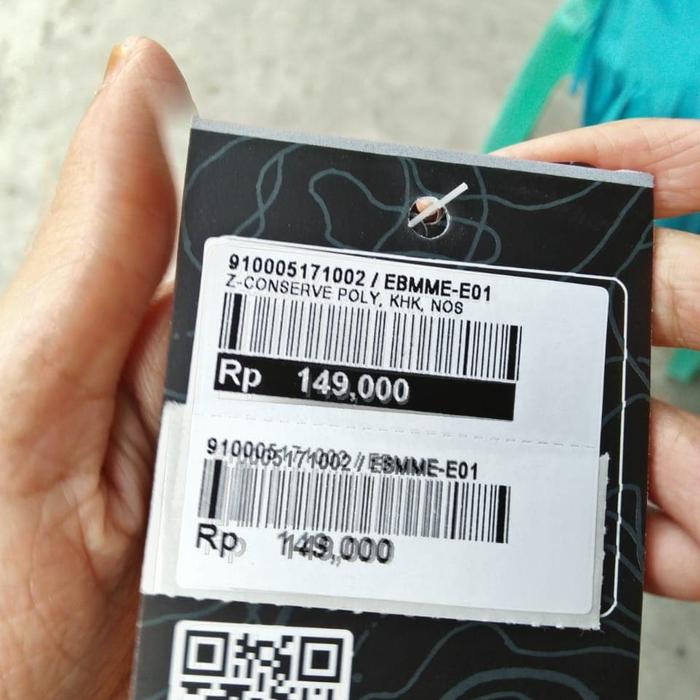 910005171002 / EBMME-E01
Z-CONSERVE POLY, KHK, NOS
Rp 149,000
910005171002 / EBMME-E01
Rp 149,000